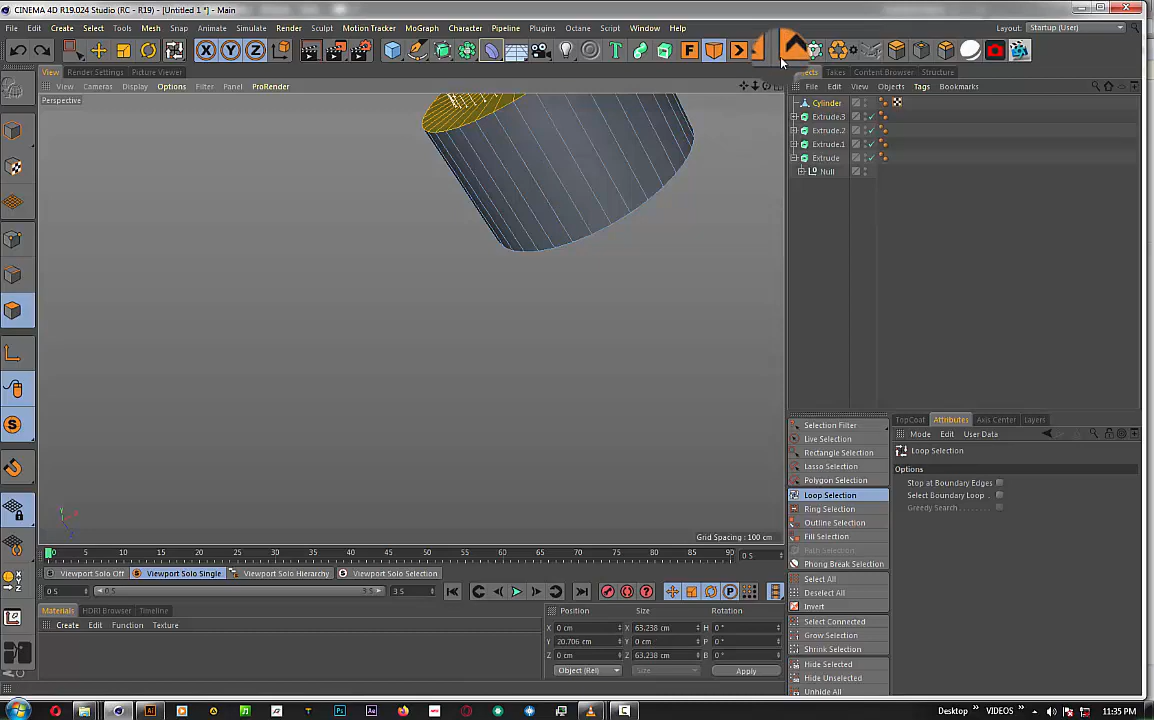 CINEMA 4D R19.024 Studio (RC - R19) - [Untitled 1 *] - Main
File Edit Create Select Tools Mesh Snap Animate Simulate Render Sculpt Motion Tracker MoGraph Character Pipeline Plugins Octane Script Window Help
Layout: Startup (User)
X Y Z T F
View Render Settings Picture Viewer
Takes Content Browser Structure
View Cameras Display Options Filter Panel ProRender
File Edit View Objects Tags Bookmarks
Perspective
Cylinder
Extrude.3
Extrude.2
Extrude.1
Extrude
Null
TopCoat Attributes Axis Center Layers
Selection Filter
Mode Edit User Data
Live Selection
Rectangle Selection
Loop Selection
Lasso Selection
Options
Polygon Selection
Stop at Boundary Edges
Loop Selection
Select Boundary Loop .
Ring Selection
Greedy Search . . . . . . . .
Outline Selection
Fill Selection
Path Selection
Phong Break Selection
Select All
Deselect All
Invert
Select Connected
Grow Selection
Shrink Selection
Hide Selected
Hide Unselected
Unhide All
Grid Spacing : 100 cm
0 5 10 15 20 25 30 35 40 45 50 55 60 65 70 75 80 85 90
0 S
Viewport Solo Off Viewport Solo Single Viewport Solo Hierarchy Viewport Solo Selection
0 S 0 S 3 S 3 S
Materials HDRI Browser Timeline
Create Edit Function Texture
Position Size Rotation
X 0 cm X 63.238 cm H 0 °
Y 20.706 cm Y 0 cm P 0 °
Z 0 cm Z 63.238 cm B 0 °
Object (Rel) Size Apply
Desktop VIDEOS 11:35 PM